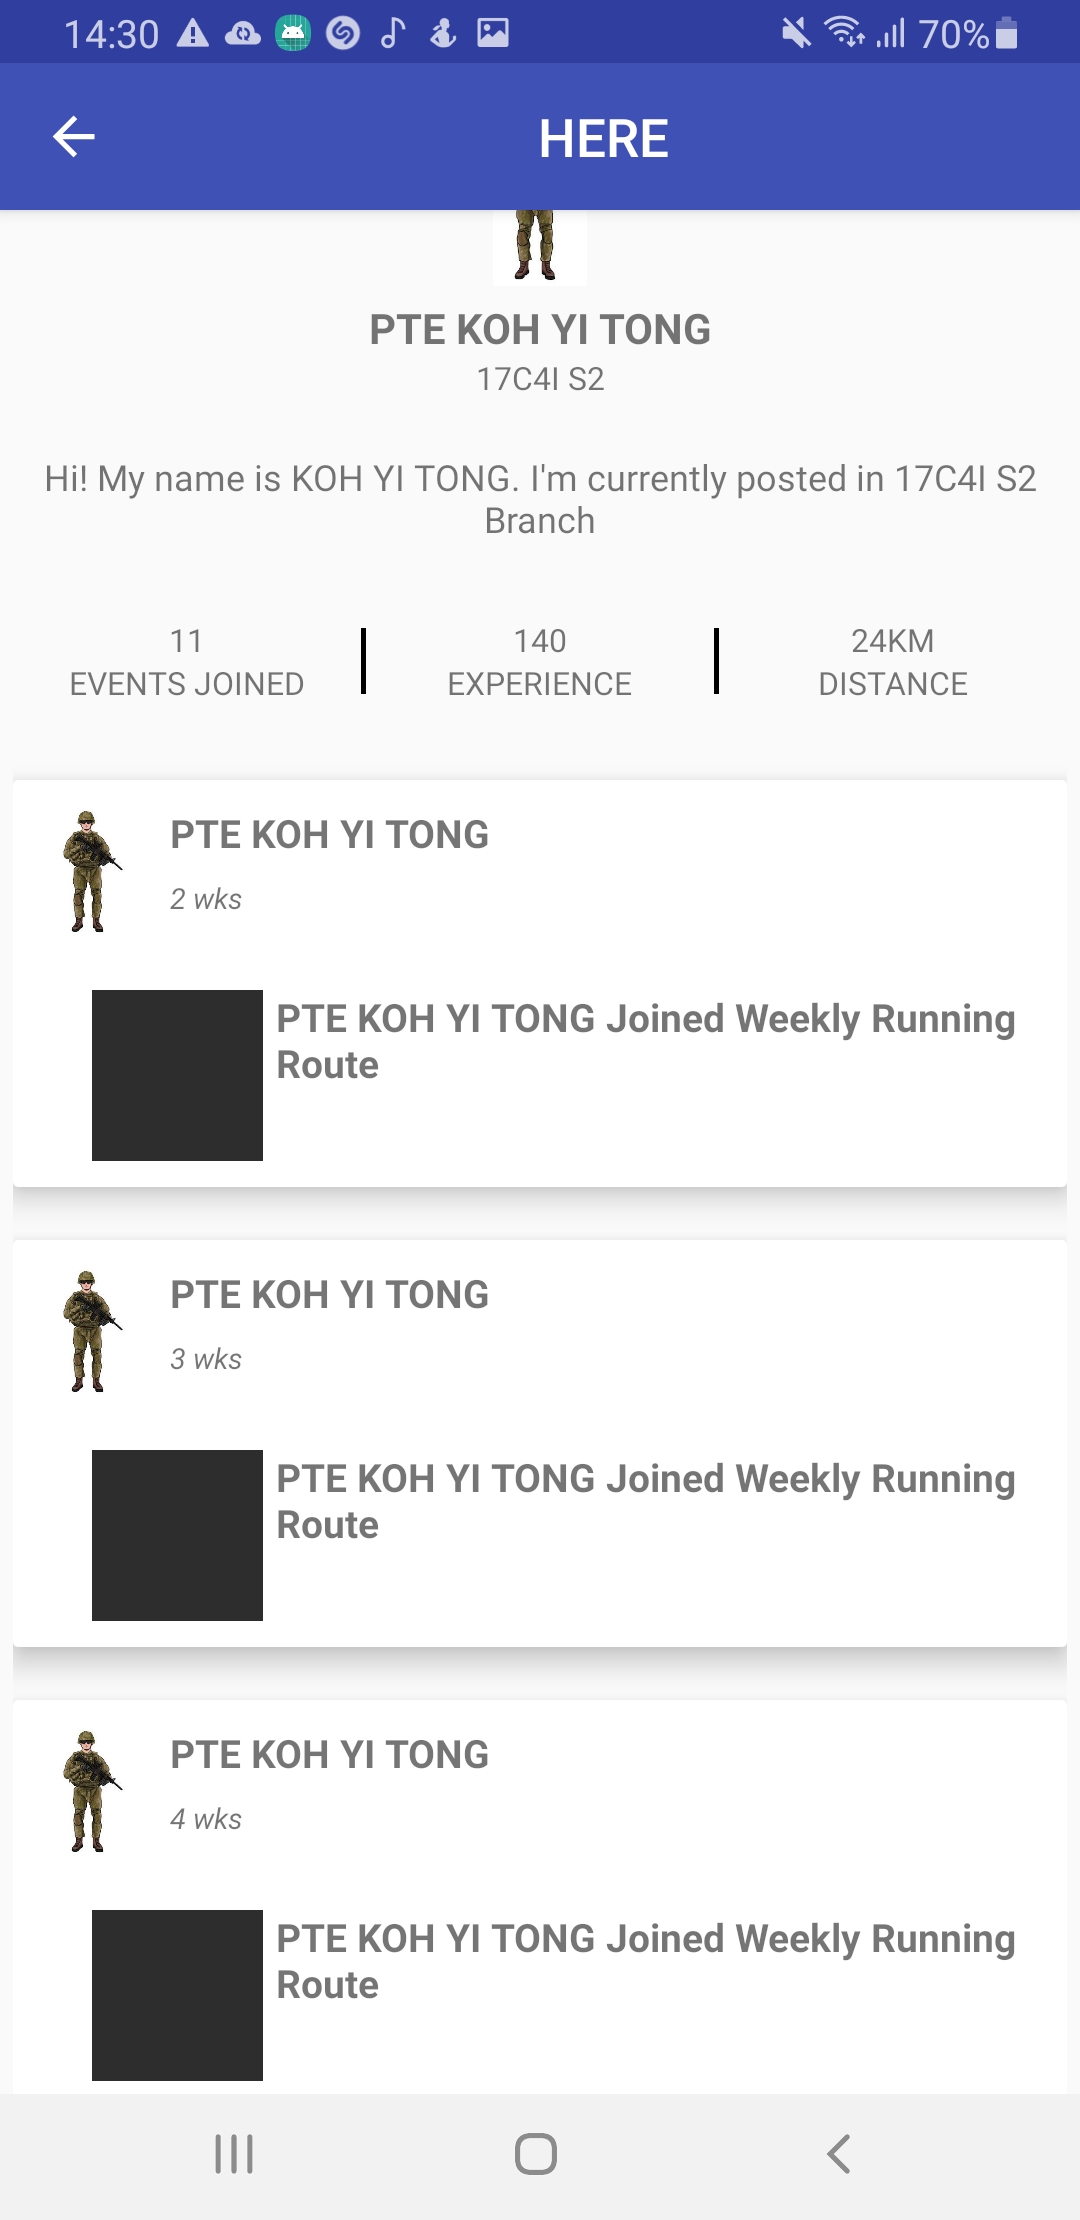 14:30
70%
HERE
PTE KOH YI TONG
17C4I S2
Hi! My name is KOH YI TONG. I'm currently posted in 17C4I S2
Branch
11
EVENTS JOINED
140
EXPERIENCE
24KM
DISTANCE
PTE KOH YI TONG
2 wks
PTE KOH YI TONG Joined Weekly Running
Route
PTE KOH YI TONG
3 wks
PTE KOH YI TONG Joined Weekly Running
Route
PTE KOH YI TONG
4 wks
PTE KOH YI TONG Joined Weekly Running
Route